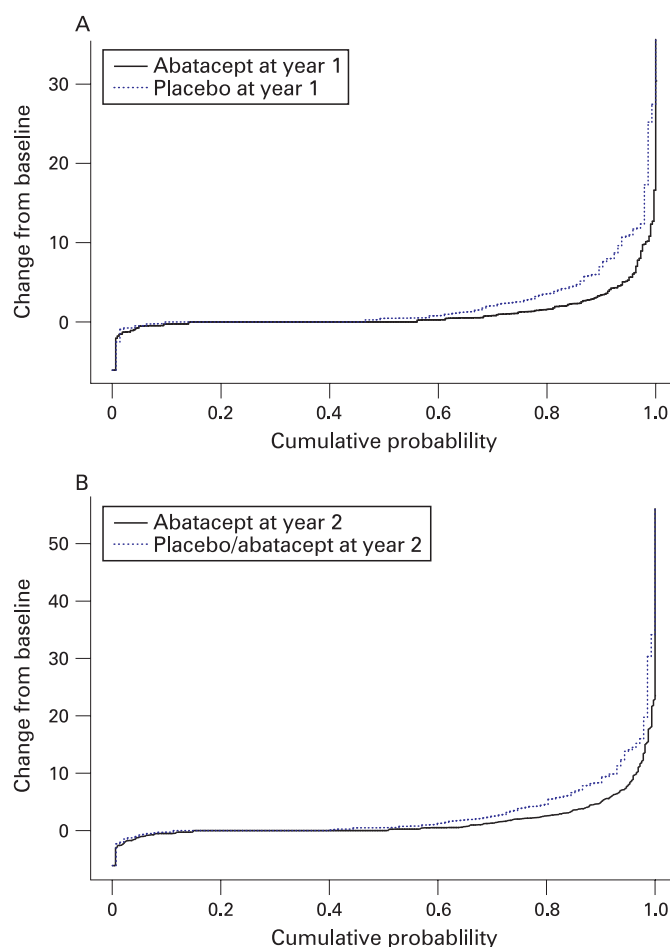 A
Abatacept at year 1
Placebo at year 1
Change from baseline
30
20
10
0
0
0.2
0.4
0.6
0.8
1.0
Cumulative probablility
B
Abatacept at year 2
Placebo/abatacept at year 2
Change from baseline
50
40
30
20
10
0
0
0.2
0.4
0.6
0.8
1.0
Cumulative probablility